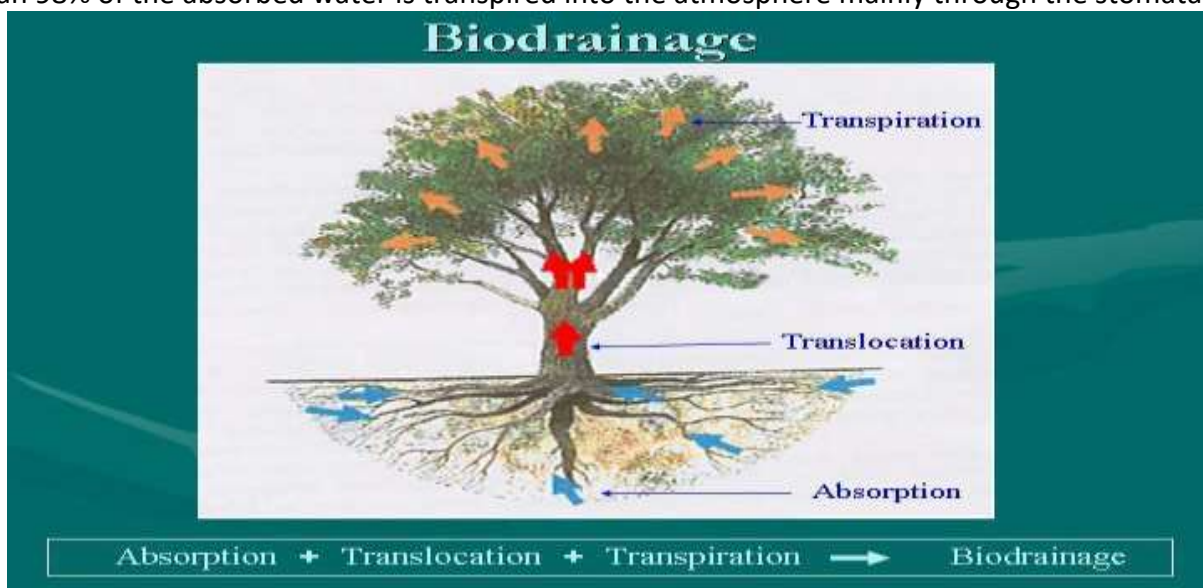 an 98% of the absorbed water is transpired into the atmosphere mainly through the stomata
Biodrainage
Transpiration
Translocation
Absorption
Absorption + Translocation + Transpiration → Biodrainage